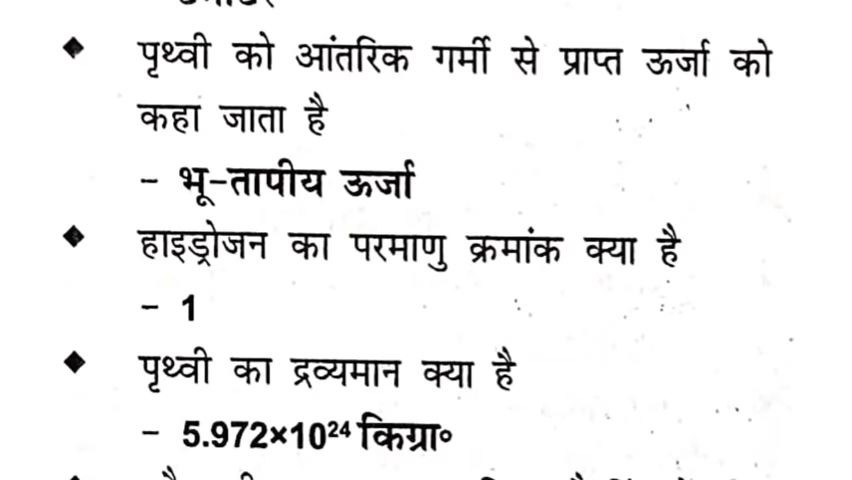 ◆ पृथ्वी को आंतरिक गर्मी से प्राप्त ऊर्जा को
कहा जाता है
– भू-तापीय ऊर्जा
◆ हाइड्रोजन का परमाणु क्रमांक क्या है
– 1
◆ पृथ्वी का द्रव्यमान क्या है
– 5.972×10²⁴ किग्रा॰